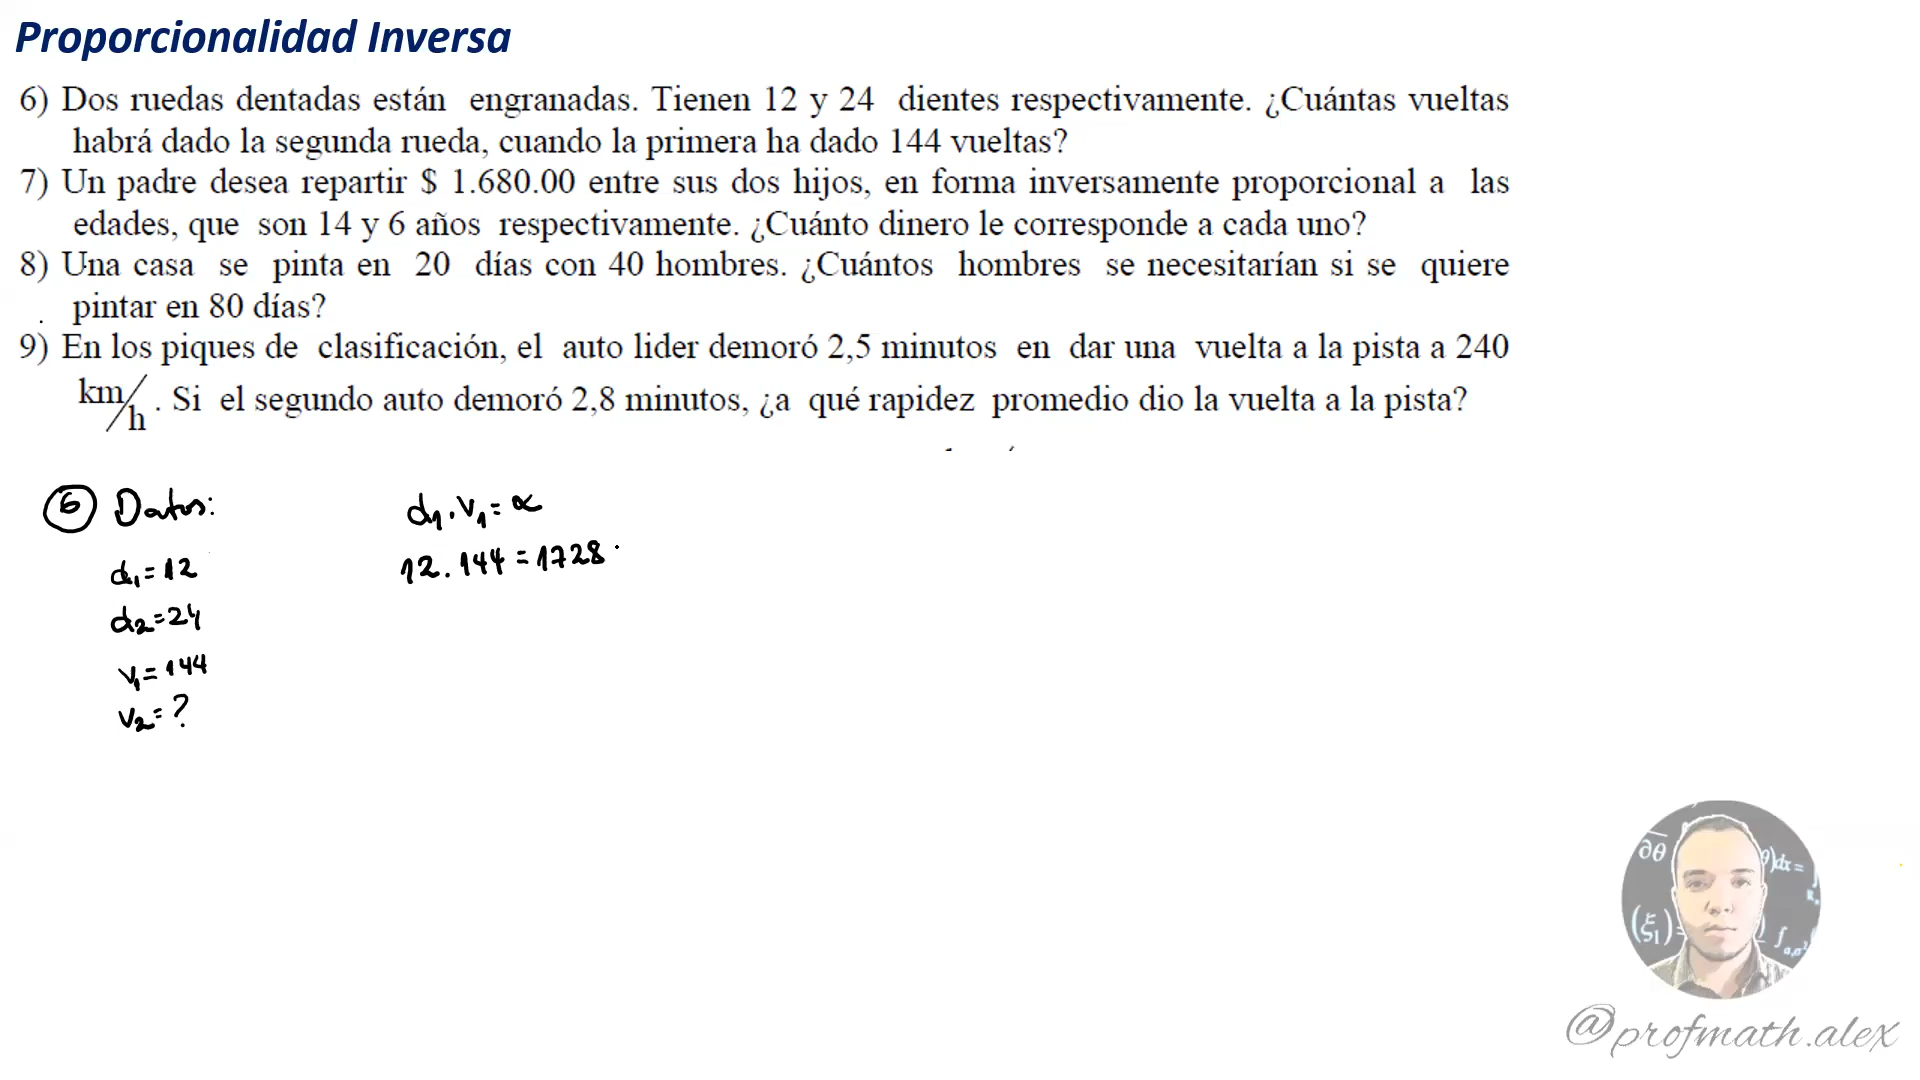 Proporcionalidad Inversa
6) Dos ruedas dentadas están engranadas. Tienen 12 y 24 dientes respectivamente. ¿Cuántas vueltas
habrá dado la segunda rueda, cuando la primera ha dado 144 vueltas?
7) Un padre desea repartir $ 1.680.00 entre sus dos hijos, en forma inversamente proporcional a las
edades, que son 14 y 6 años respectivamente. ¿Cuánto dinero le corresponde a cada uno?
8) Una casa se pinta en 20 días con 40 hombres. ¿Cuántos hombres se necesitarían si se quiere
pintar en 80 días?
9) En los piques de clasificación, el auto lider demoró 2,5 minutos en dar una vuelta a la pista a 240
km/h. Si el segundo auto demoró 2,8 minutos, ¿a qué rapidez promedio dio la vuelta a la pista?
6 Datos:
d₁=12
d₂=24
v₁=144
v₂=?
d₁.v₁=∝
12.144=1728
∂θ
θ)dx=
(ξ₁)
@profmath.alex